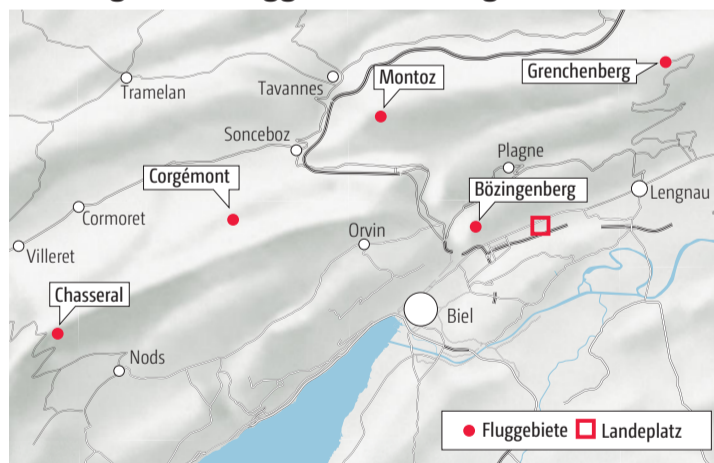 Grenchenberg
Montoz
Tavannes
Tramelan
Sonceboz
Plagne
Corgémont
Bözingenberg
Lengnau
Cormoret
Orvin
Villeret
Chasseral
Biel
Nods
Fluggebiete
Landeplatz